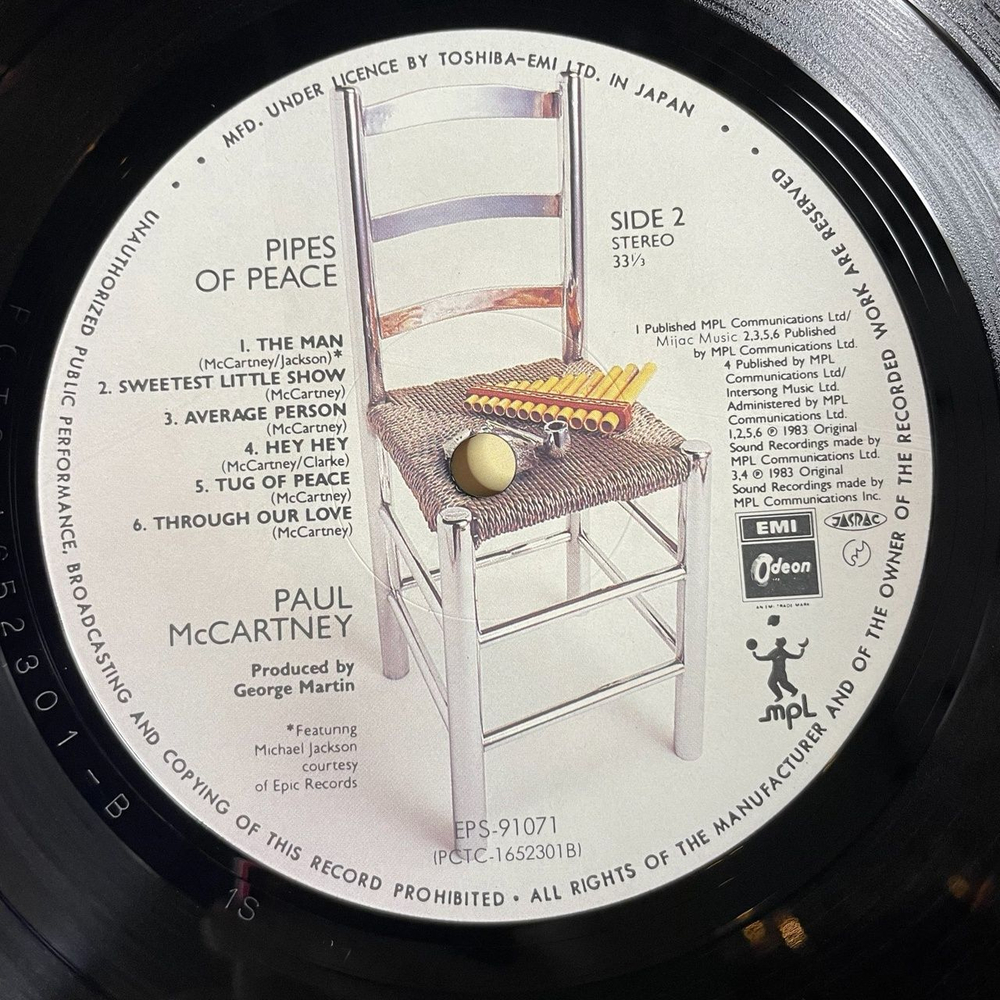 MFD. UNDER LICENCE BY TOSHIBA-EMI LTD. IN JAPAN
PIPES
OF PEACE
SIDE 2
STEREO
33⅓
1. THE MAN
(McCartney/Jackson)*
2. SWEETEST LITTLE SHOW
(McCartney)
3. AVERAGE PERSON
(McCartney)
4. HEY HEY
(McCartney/Clarke)
5. TUG OF PEACE
(McCartney)
6. THROUGH OUR LOVE
(McCartney)
1 Published MPL Communications Ltd/
Mijac Music 2,3,5,6 Published
by MPL Communications Ltd.
4 Published by MPL
Communications Ltd/
Intersong Music Ltd.
Administered by MPL
Communications Ltd.
1,2,5,6 ℗ 1983 Original
Sound Recordings made by
MPL Communications Ltd.
3,4 ℗ 1983 Original
Sound Recordings made by
MPL Communications Inc.
EMI
Odeon
AN EMI TRADE MARK
JASRAC
mpL
PAUL
McCARTNEY
Produced by
George Martin
*Featuring
Michael Jackson
courtesy
of Epic Records
EPS-91071
(PCTC-1652301B)
UNAUTHORIZED PUBLIC PERFORMANCE, BROADCASTING AND COPYING OF THIS RECORD PROHIBITED • ALL RIGHTS OF THE MANUFACTURER AND OF THE OWNER OF THE RECORDED WORK ARE RESERVED
PCTC-1652301-B
1S